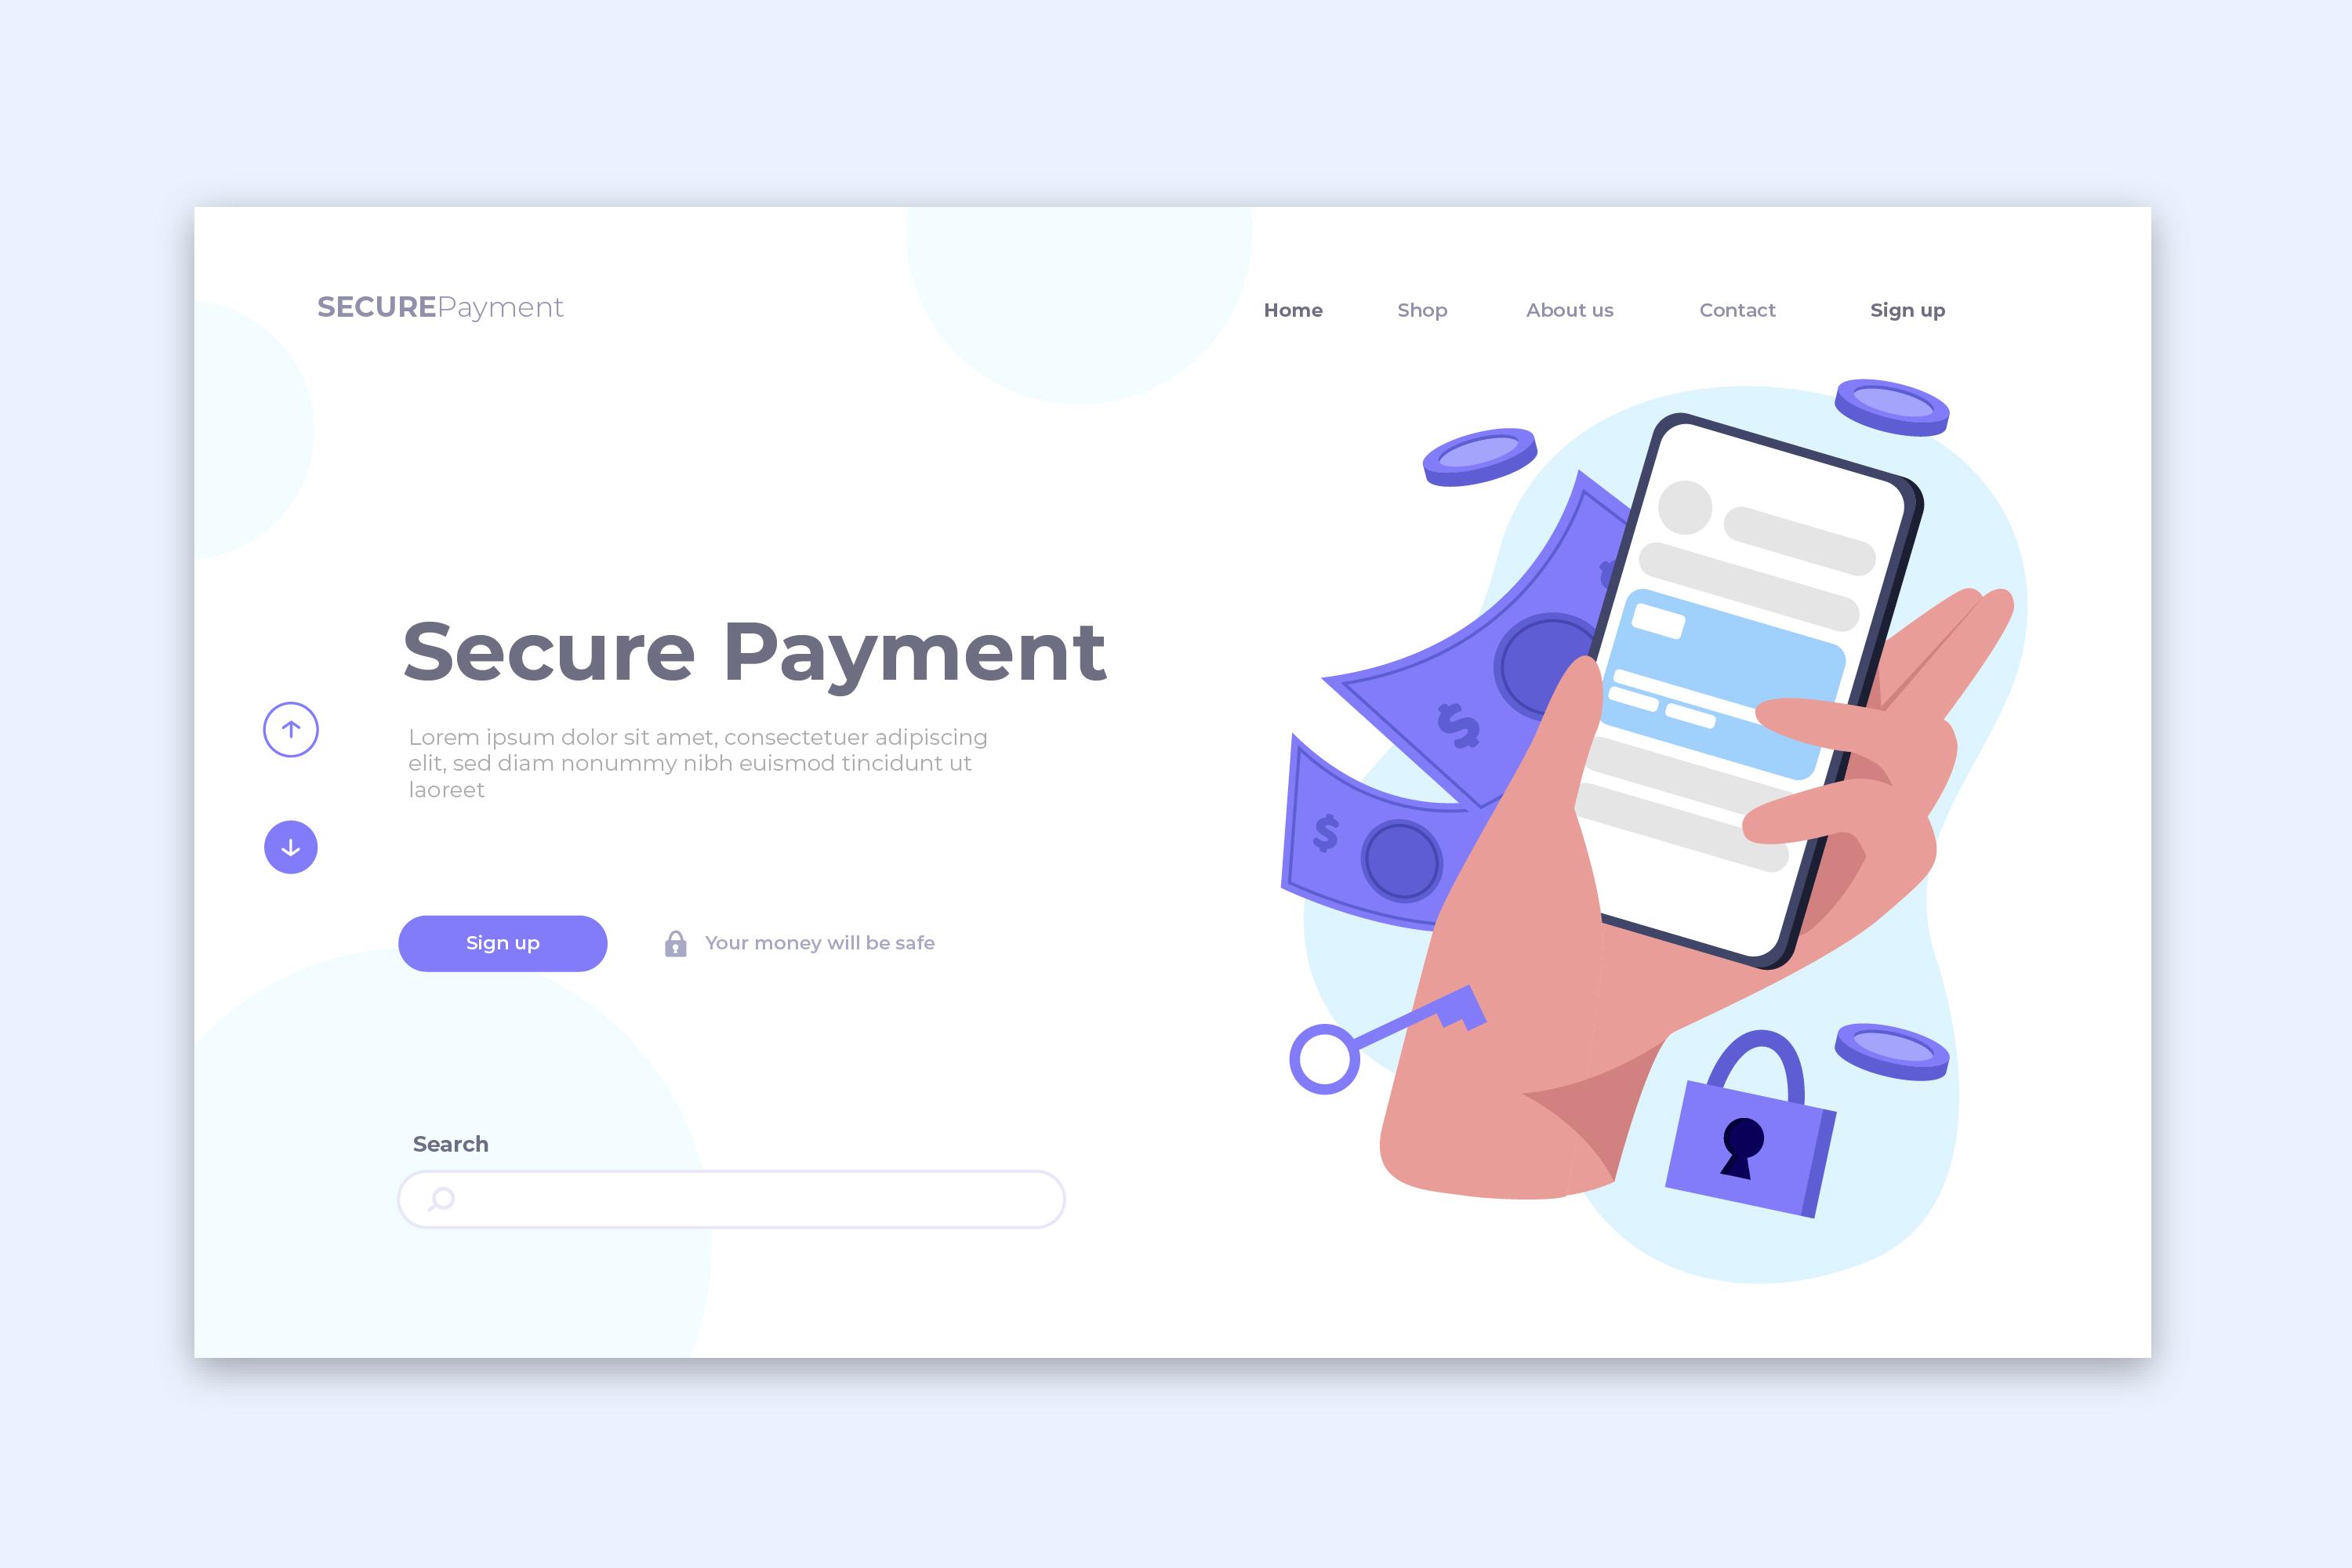 SECUREPayment
Home Shop About us Contact Sign up
Secure Payment
Lorem ipsum dolor sit amet, consectetuer adipiscing
elit, sed diam nonummy nibh euismod tincidunt ut
laoreet
Sign up
Your money will be safe
Search
$
$